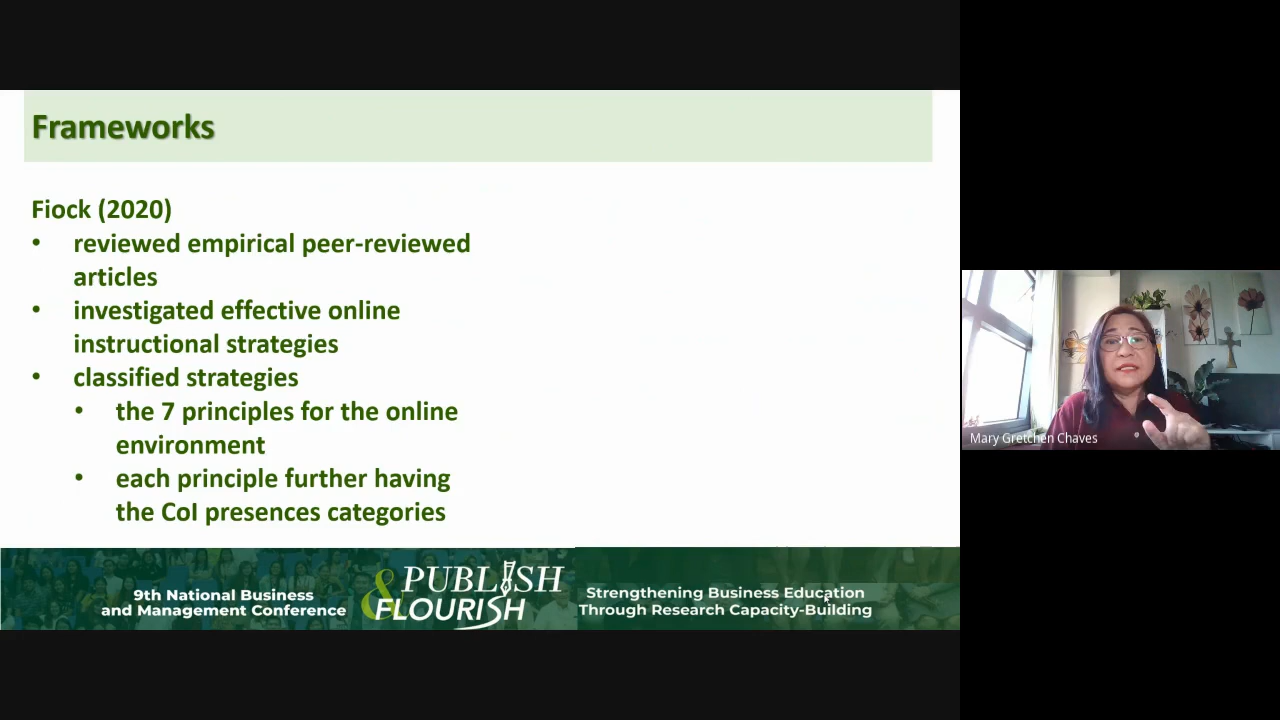 Frameworks
Fiock (2020)
• reviewed empirical peer-reviewed
articles
• investigated effective online
instructional strategies
• classified strategies
• the 7 principles for the online
environment
• each principle further having
the CoI presences categories
9th National Business
and Management Conference
PUBLISH
& FLOURISH
Strengthening Business Education
Through Research Capacity-Building
Mary Gretchen Chaves